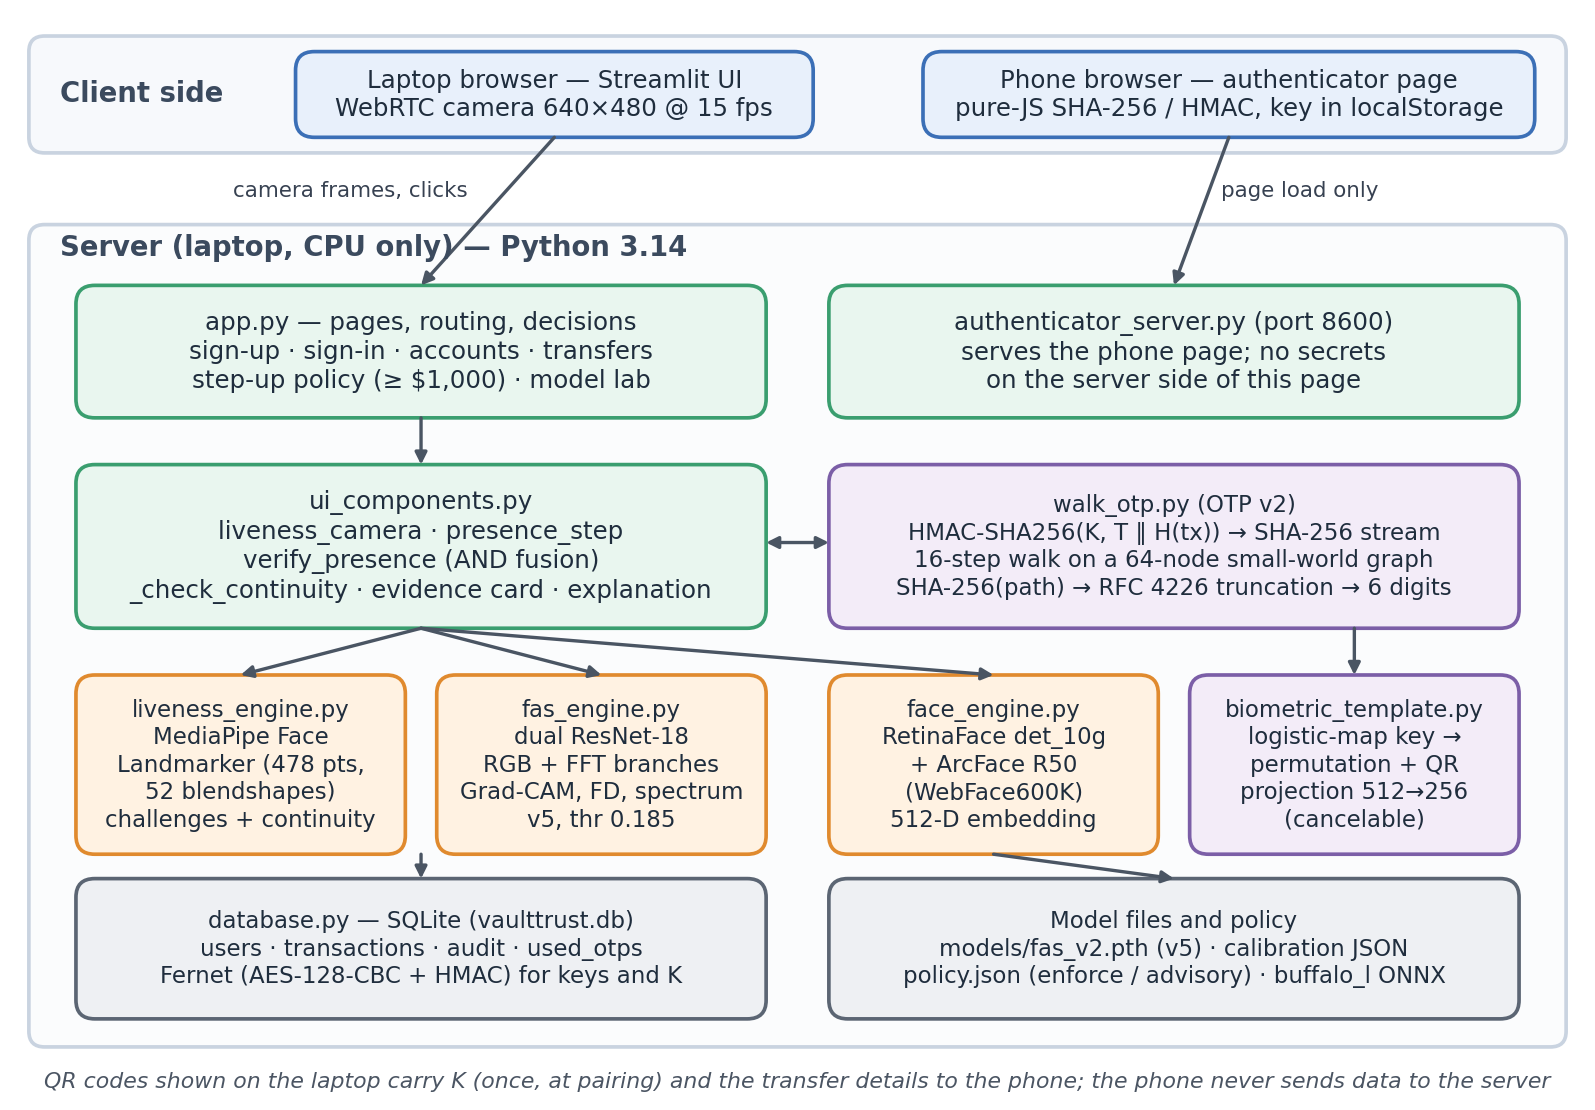 Client side
Laptop browser — Streamlit UI
WebRTC camera 640×480 @ 15 fps
Phone browser — authenticator page
pure-JS SHA-256 / HMAC, key in localStorage
camera frames, clicks
page load only
Server (laptop, CPU only) — Python 3.14
app.py — pages, routing, decisions
sign-up · sign-in · accounts · transfers
step-up policy (≥ $1,000) · model lab
authenticator_server.py (port 8600)
serves the phone page; no secrets
on the server side of this page
ui_components.py
liveness_camera · presence_step
verify_presence (AND fusion)
_check_continuity · evidence card · explanation
walk_otp.py (OTP v2)
HMAC-SHA256(K, T ‖ H(tx)) → SHA-256 stream
16-step walk on a 64-node small-world graph
SHA-256(path) → RFC 4226 truncation → 6 digits
liveness_engine.py
MediaPipe Face
Landmarker (478 pts,
52 blendshapes)
challenges + continuity
fas_engine.py
dual ResNet-18
RGB + FFT branches
Grad-CAM, FD, spectrum
v5, thr 0.185
face_engine.py
RetinaFace det_10g
+ ArcFace R50
(WebFace600K)
512-D embedding
biometric_template.py
logistic-map key →
permutation + QR
projection 512→256
(cancelable)
database.py — SQLite (vaulttrust.db)
users · transactions · audit · used_otps
Fernet (AES-128-CBC + HMAC) for keys and K
Model files and policy
models/fas_v2.pth (v5) · calibration JSON
policy.json (enforce / advisory) · buffalo_l ONNX
QR codes shown on the laptop carry K (once, at pairing) and the transfer details to the phone; the phone never sends data to the server